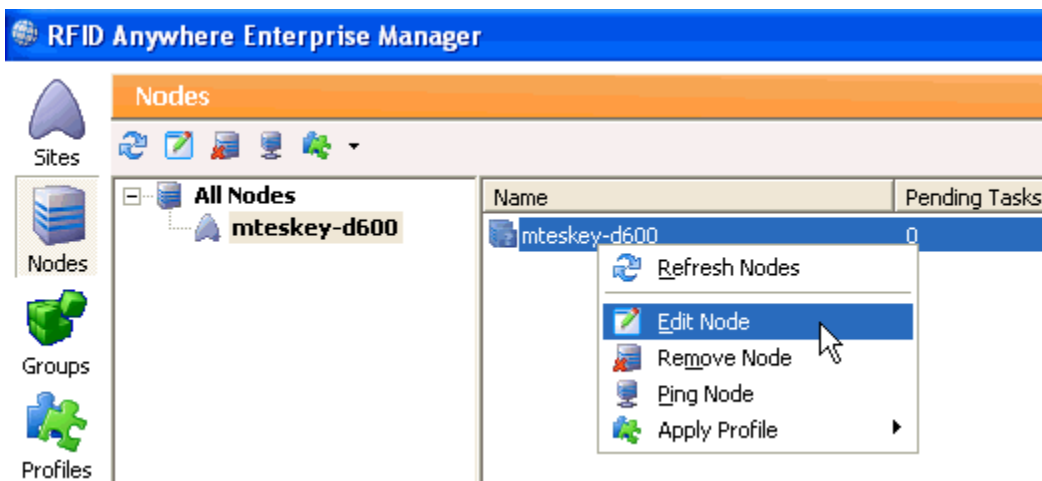 RFID Anywhere Enterprise Manager
Nodes
Sites
Nodes
Groups
Profiles
All Nodes
mteskey-d600
Name
Pending Tasks
mteskey-d600
0
Refresh Nodes
Edit Node
Remove Node
Ping Node
Apply Profile